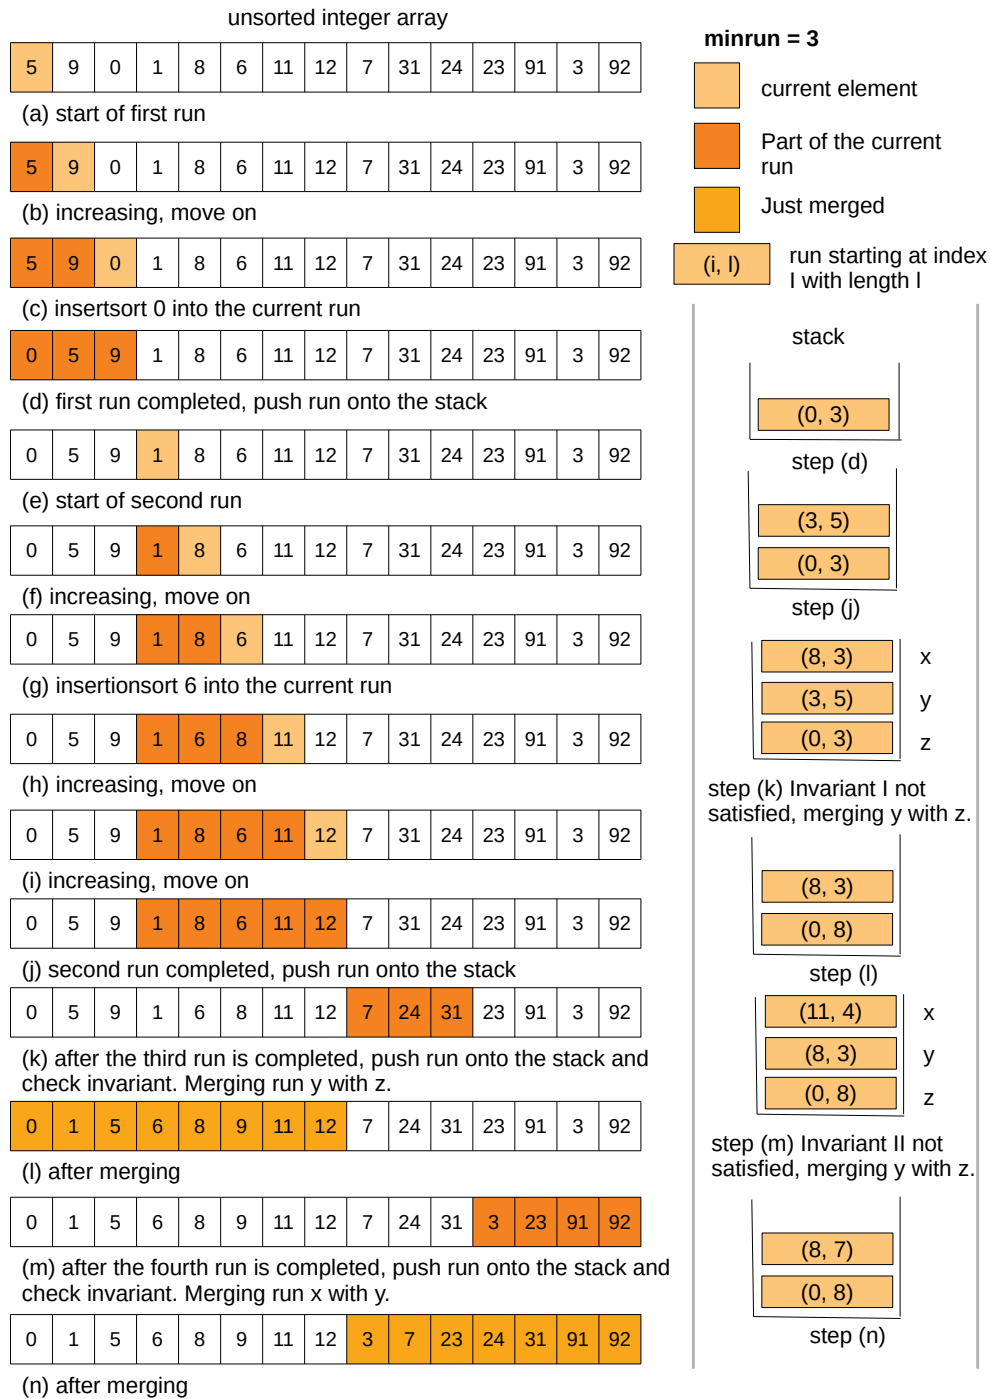 unsorted integer array
5 9 0 1 8 6 11 12 7 31 24 23 91 3 92
(a) start of first run
5 9 0 1 8 6 11 12 7 31 24 23 91 3 92
(b) increasing, move on
5 9 0 1 8 6 11 12 7 31 24 23 91 3 92
(c) insertsort 0 into the current run
0 5 9 1 8 6 11 12 7 31 24 23 91 3 92
(d) first run completed, push run onto the stack
0 5 9 1 8 6 11 12 7 31 24 23 91 3 92
(e) start of second run
0 5 9 1 8 6 11 12 7 31 24 23 91 3 92
(f) increasing, move on
0 5 9 1 8 6 11 12 7 31 24 23 91 3 92
(g) insertionsort 6 into the current run
0 5 9 1 6 8 11 12 7 31 24 23 91 3 92
(h) increasing, move on
0 5 9 1 8 6 11 12 7 31 24 23 91 3 92
(i) increasing, move on
0 5 9 1 8 6 11 12 7 31 24 23 91 3 92
(j) second run completed, push run onto the stack
0 5 9 1 6 8 11 12 7 24 31 23 91 3 92
(k) after the third run is completed, push run onto the stack and
check invariant. Merging run y with z.
0 1 5 6 8 9 11 12 7 24 31 23 91 3 92
(l) after merging
0 1 5 6 8 9 11 12 7 24 31 3 23 91 92
(m) after the fourth run is completed, push run onto the stack and
check invariant. Merging run x with y.
0 1 5 6 8 9 11 12 3 7 23 24 31 91 92
(n) after merging
minrun = 3
current element
Part of the current
run
Just merged
(i, l)
run starting at index
I with length l
stack
(0, 3)
step (d)
(3, 5)
(0, 3)
step (j)
(8, 3) x
(3, 5) y
(0, 3) z
step (k) Invariant I not
satisfied, merging y with z.
(8, 3)
(0, 8)
step (l)
(11, 4) x
(8, 3) y
(0, 8) z
step (m) Invariant II not
satisfied, merging y with z.
(8, 7)
(0, 8)
step (n)